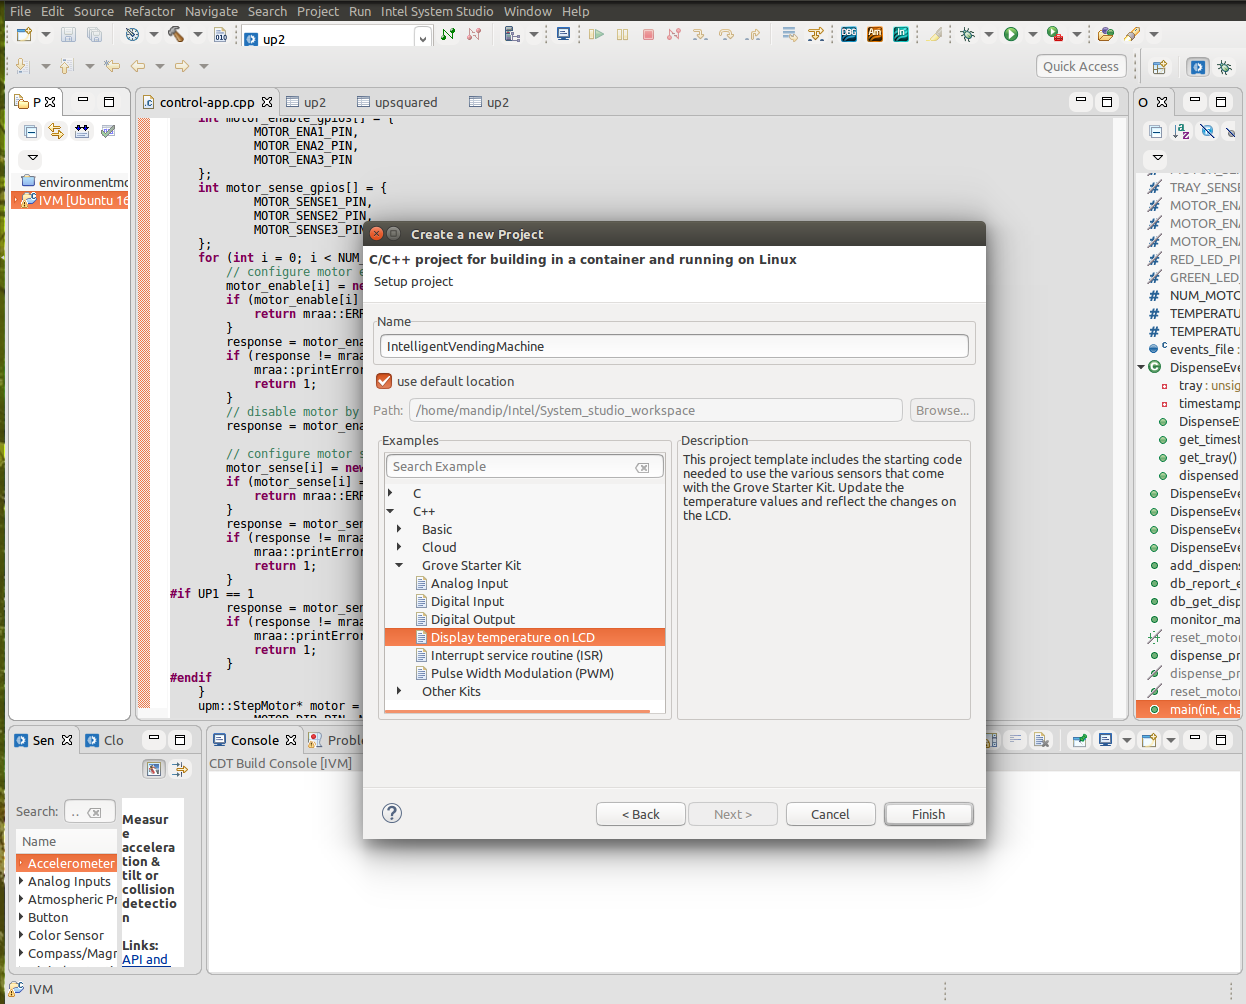 File Edit Source Refactor Navigate Search Project Run Intel System Studio Window Help
010
up2
DBG
Am
In
Quick Access
P
control-app.cpp
up2
upsquared
up2
O
environmentmo
IVM [Ubuntu 16
int motor_enable_gpios[] = {
MOTOR_ENA1_PIN,
MOTOR_ENA2_PIN,
MOTOR_ENA3_PIN
};
int motor_sense_gpios[] = {
MOTOR_SENSE1_PIN,
MOTOR_SENSE2_PIN,
MOTOR_SENSE3_PIN
};
for (int i = 0; i < NUM_
// configure motor e
motor_enable[i] = ne
if (motor_enable[i]
return mraa::ERR
}
response = motor_ena
if (response != mraa
mraa::printError
return 1;
}
// disable motor by
response = motor_ena
// configure motor s
motor_sense[i] = new
if (motor_sense[i] =
return mraa::ERR
}
response = motor_sen
if (response != mraa
mraa::printError
return 1;
}
#if UP1 == 1
response = motor_sen
if (response != mraa
mraa::printError
return 1;
}
#endif
}
upm::StepMotor* motor =
Create a new Project
C/C++ project for building in a container and running on Linux
Setup project
Name
IntelligentVendingMachine
use default location
Path: /home/mandip/Intel/System_studio_workspace Browse...
Examples
Search Example
C
C++
Basic
Cloud
Grove Starter Kit
Analog Input
Digital Input
Digital Output
Display temperature on LCD
Interrupt service routine (ISR)
Pulse Width Modulation (PWM)
Other Kits
Description
This project template includes the starting code
needed to use the various sensors that come
with the Grove Starter Kit. Update the
temperature values and reflect the changes on
the LCD.
< Back Next > Cancel Finish
TRAY_SENSE
MOTOR_ENA
MOTOR_ENA
MOTOR_ENA
RED_LED_PI
GREEN_LED_
NUM_MOTO
TEMPERATU
TEMPERATU
events_file :
DispenseEve
tray : unsig
timestamp
DispenseEv
get_timest
get_tray()
dispensed
DispenseEve
DispenseEve
DispenseEve
DispenseEve
add_dispens
db_report_e
db_get_disp
monitor_ma
reset_motor
dispense_pr
dispense_pr
reset_motor
main(int, cha
Sen
Clo
Search: ..
Name
Accelerometer
Analog Inputs
Atmospheric Pr
Button
Color Sensor
Compass/Magr
Measur
e
accelera
tion &
tilt or
collision
detectio
n
Links:
API and
Console
Proble
CDT Build Console [IVM]
IVM